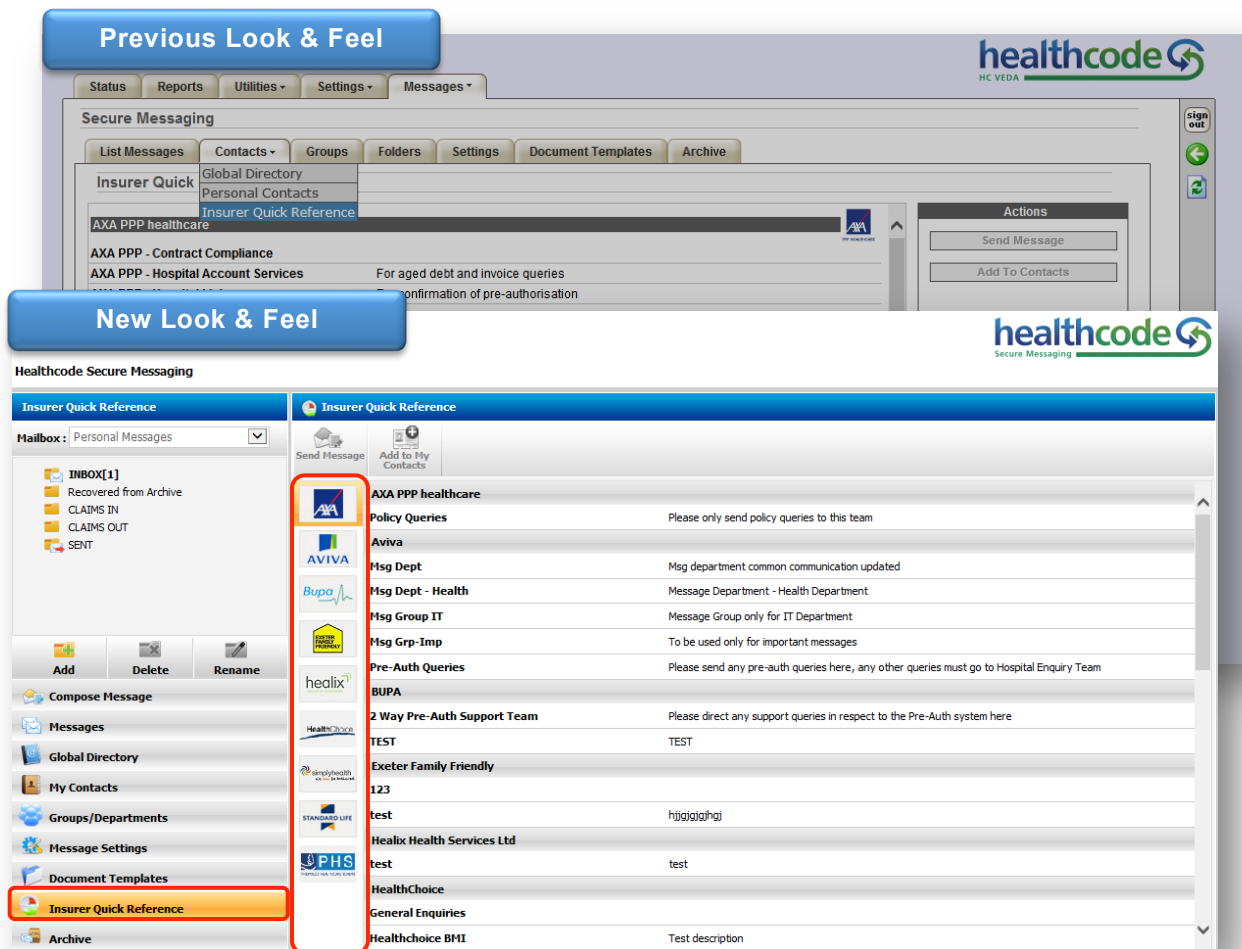 Previous Look & Feel
healthcode
HC VEDA
Status Reports Utilities Settings Messages
sign out
Secure Messaging
List Messages Contacts Groups Folders Settings Document Templates Archive
Insurer Quick
Global Directory
Personal Contacts
Insurer Quick Reference
AXA PPP healthcare
AXA
PPP HEALTHCARE
Actions
Send Message
Add To Contacts
AXA PPP - Contract Compliance
AXA PPP - Hospital Account Services For aged debt and invoice queries
confirmation of pre-authorisation
New Look & Feel
healthcode
Secure Messaging
Healthcode Secure Messaging
Insurer Quick Reference
Mailbox : Personal Messages
INBOX[1]
Recovered from Archive
CLAIMS IN
CLAIMS OUT
SENT
Add Delete Rename
Compose Message
Messages
Global Directory
My Contacts
Groups/Departments
Message Settings
Document Templates
Insurer Quick Reference
Archive
Insurer Quick Reference
Send Message
Add to My
Contacts
AXA
AVIVA
Bupa
EXETER
FAMILY
FRIENDLY
healix
HealthChoice
simplyhealth
STANDARD LIFE
PHS
AXA PPP healthcare
Policy Queries Please only send policy queries to this team
Aviva
Msg Dept Msg department common communication updated
Msg Dept - Health Message Department - Health Department
Msg Group IT Message Group only for IT Department
Msg Grp-Imp To be used only for important messages
Pre-Auth Queries Please send any pre-auth queries here, any other queries must go to Hospital Enquiry Team
BUPA
2 Way Pre-Auth Support Team Please direct any support queries in respect to the Pre-Auth system here
TEST TEST
Exeter Family Friendly
123
test hjjgjgjgjhgj
Healix Health Services Ltd
test test
HealthChoice
General Enquiries
Healthchoice BMI Test description